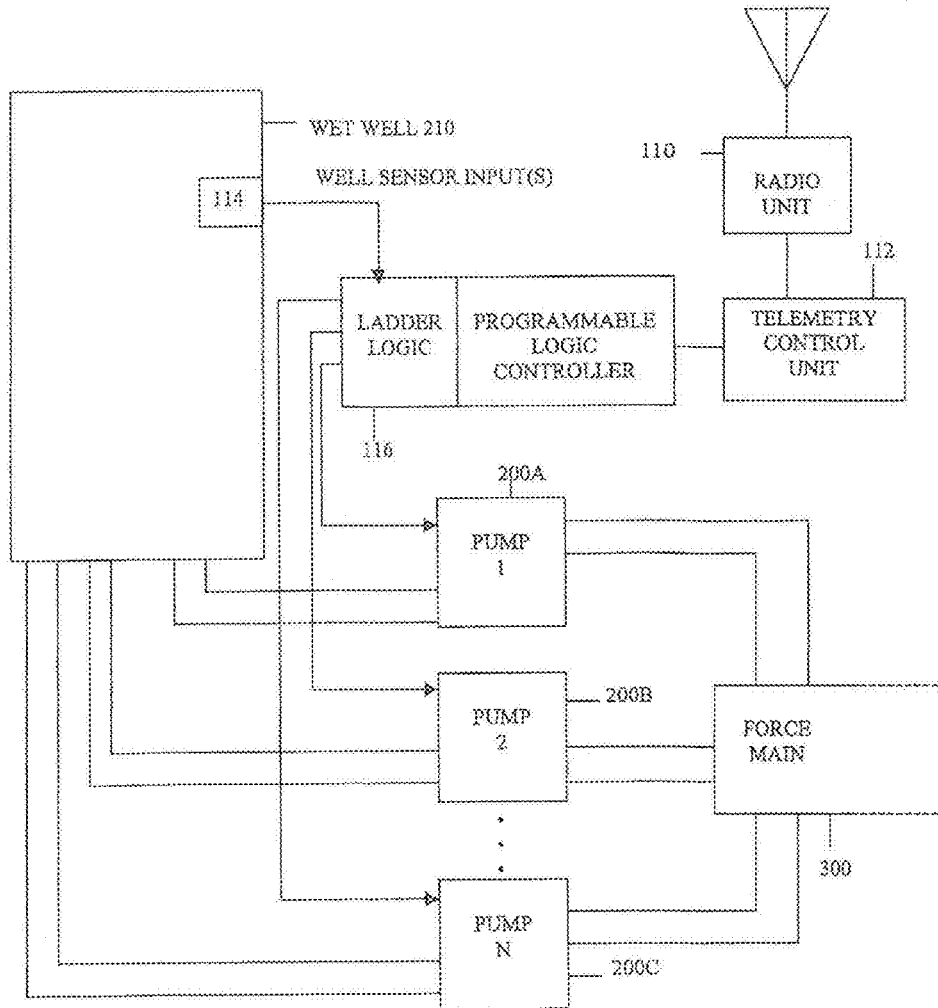 WET WELL 210
114
WELL SENSOR INPUT(S)
110
RADIO
UNIT
112
TELEMETRY
CONTROL
UNIT
LADDER
LOGIC
PROGRAMMABLE
LOGIC
CONTROLLER
116
200A
PUMP
1
PUMP
2
200B
FORCE
MAIN
300
PUMP
N
200C